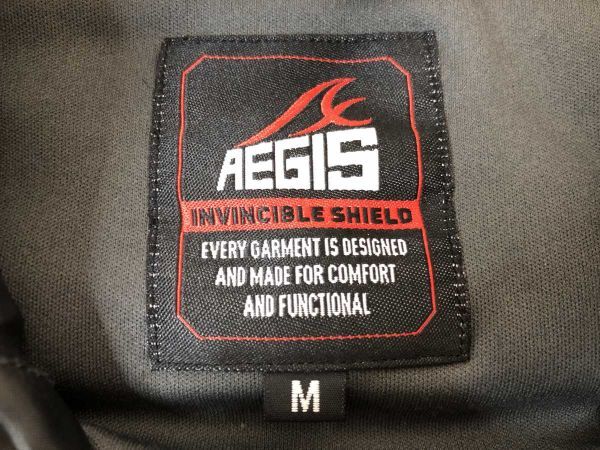 AEGIS
INVINCIBLE SHIELD
EVERY GARMENT IS DESIGNED
AND MADE FOR COMFORT
AND FUNCTIONAL
M